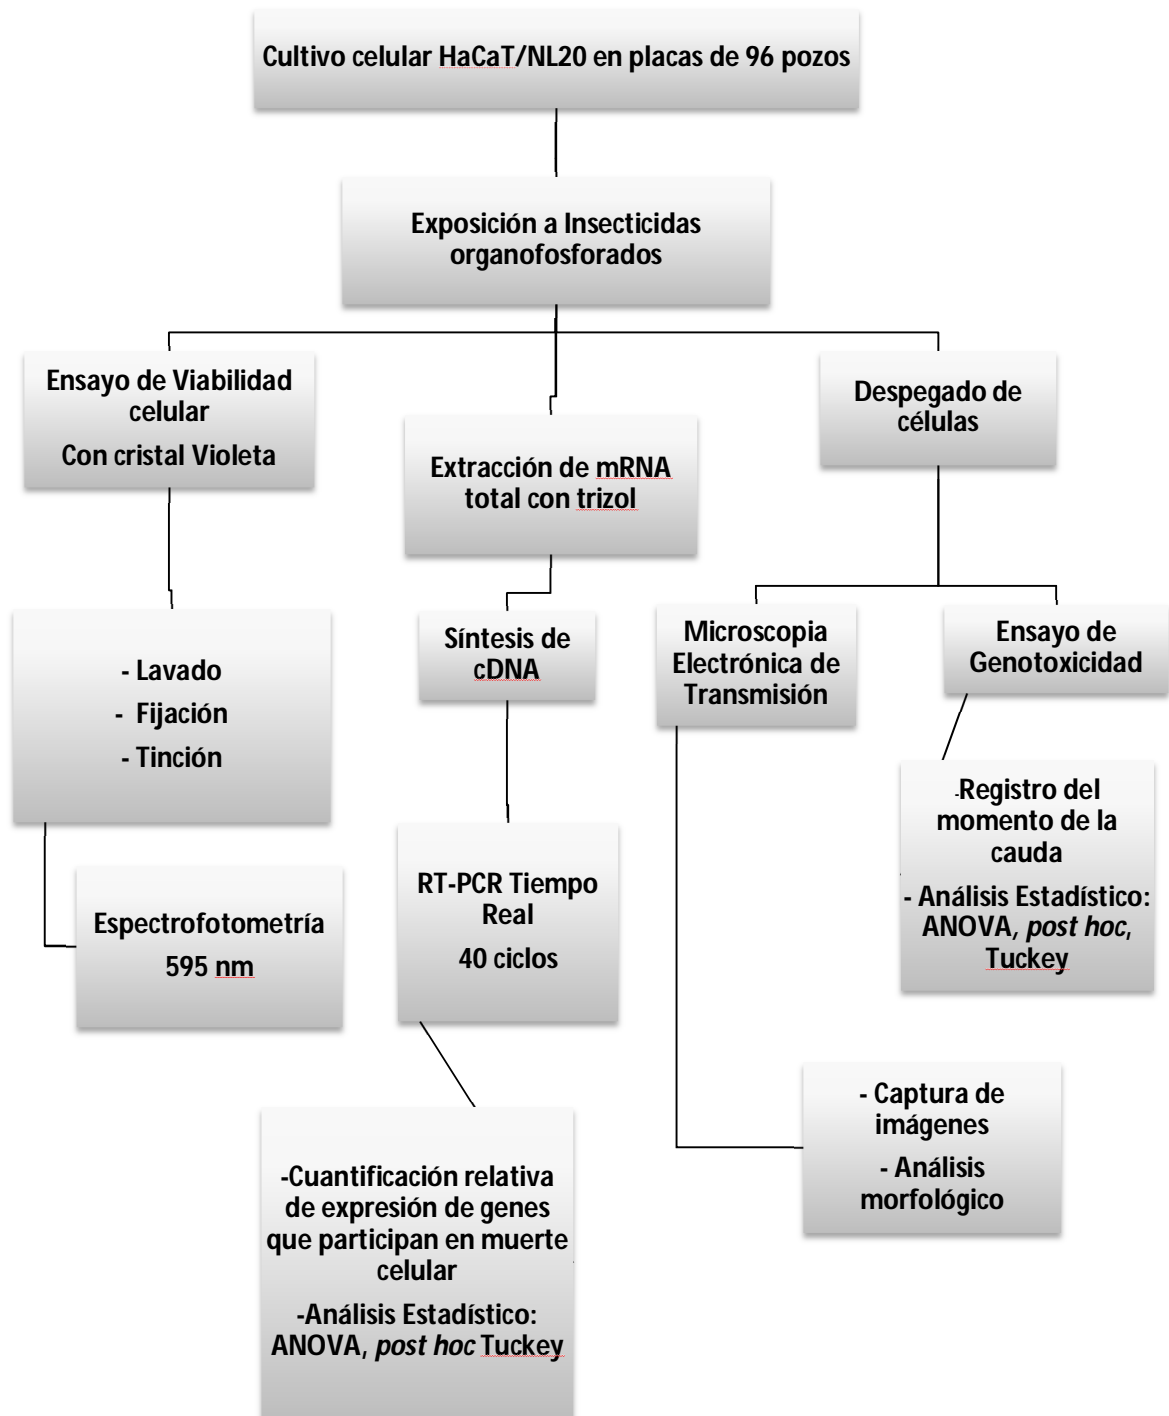 Cultivo celular HaCaT/NL20 en placas de 96 pozos
Exposición a Insecticidas
organofosforados
Ensayo de Viabilidad
celular
Con cristal Violeta
- Lavado
- Fijación
- Tinción
Espectrofotometría
595 nm
Extracción de mRNA
total con trizol
Síntesis de
cDNA
RT-PCR Tiempo
Real
40 ciclos
-Cuantificación relativa
de expresión de genes
que participan en muerte
celular
-Análisis Estadístico:
ANOVA, post hoc Tuckey
Despegado de
células
Microscopia
Electrónica de
Transmisión
- Captura de
imágenes
- Análisis
morfológico
Ensayo de
Genotoxicidad
-Registro del
momento de la
cauda
- Análisis Estadístico:
ANOVA, post hoc,
Tuckey